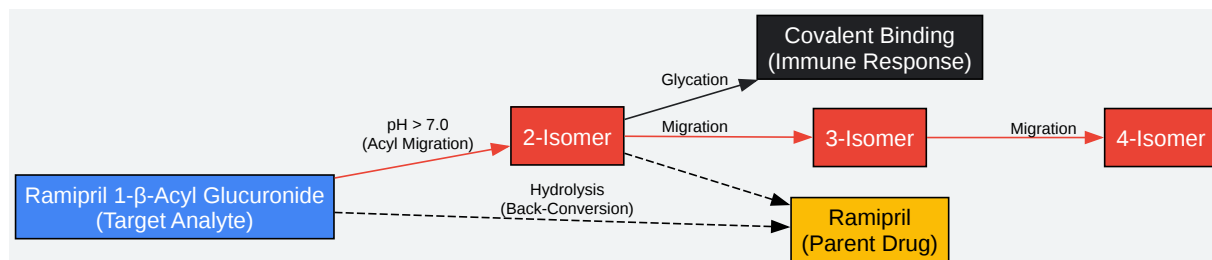 Covalent Binding
(Immune Response)
Glycation
pH > 7.0
(Acyl Migration)
2-Isomer
Migration
3-Isomer
Migration
4-Isomer
Ramipril 1-β-Acyl Glucuronide
(Target Analyte)
Hydrolysis
(Back-Conversion)
Ramipril
(Parent Drug)